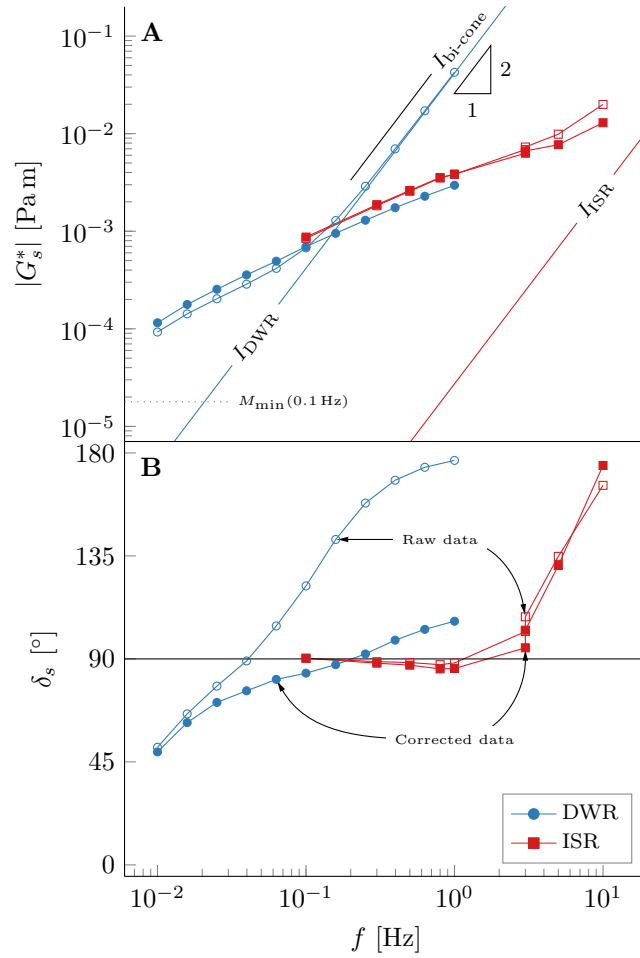 A
10⁻¹
10⁻²
10⁻³
10⁻⁴
10⁻⁵
|G*ₛ| [Pa m]
I_bi-cone
2
1
I_DWR
I_ISR
M_min(0.1 Hz)
B
180
135
90
45
0
δₛ [°]
Raw data
Corrected data
DWR
ISR
10⁻²
10⁻¹
10⁰
10¹
f [Hz]